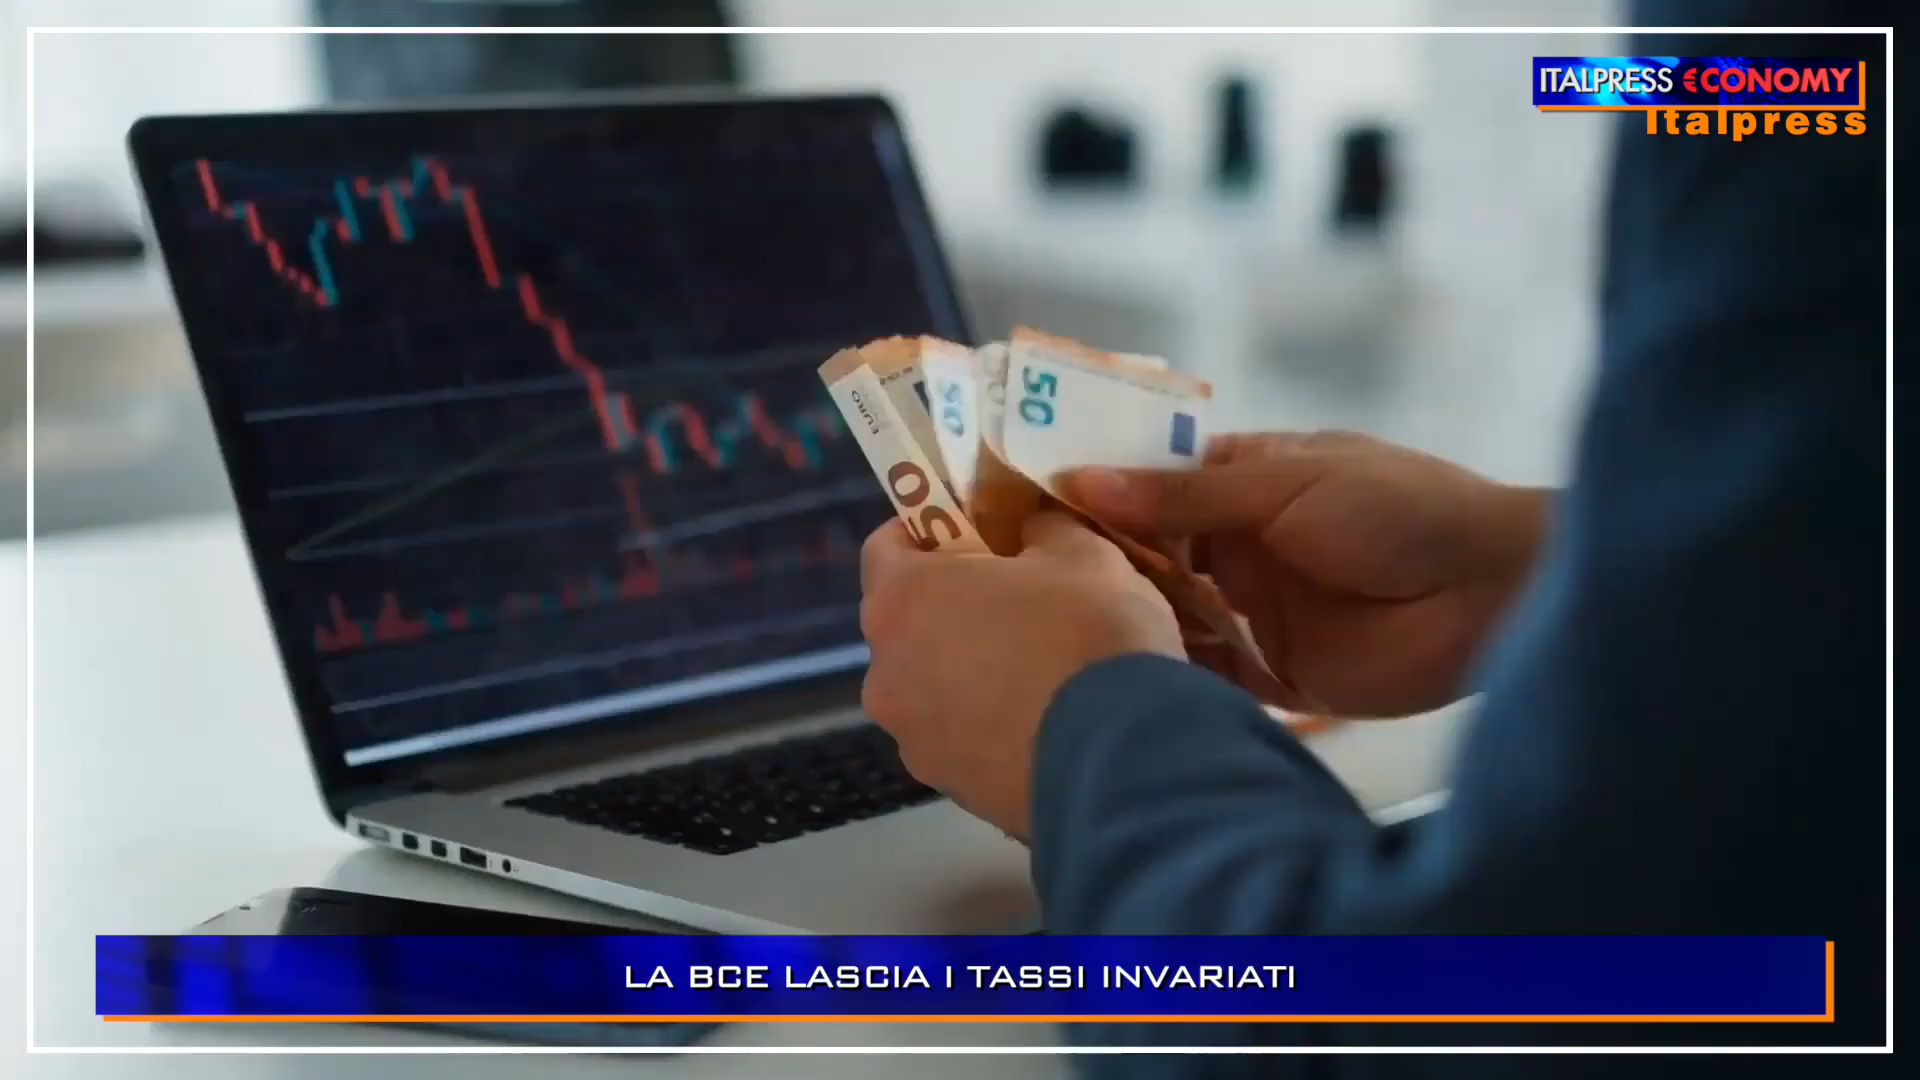 ITALPRESS €CONOMY
Italpress
50
50
EURO
50
LA BCE LASCIA I TASSI INVARIATI